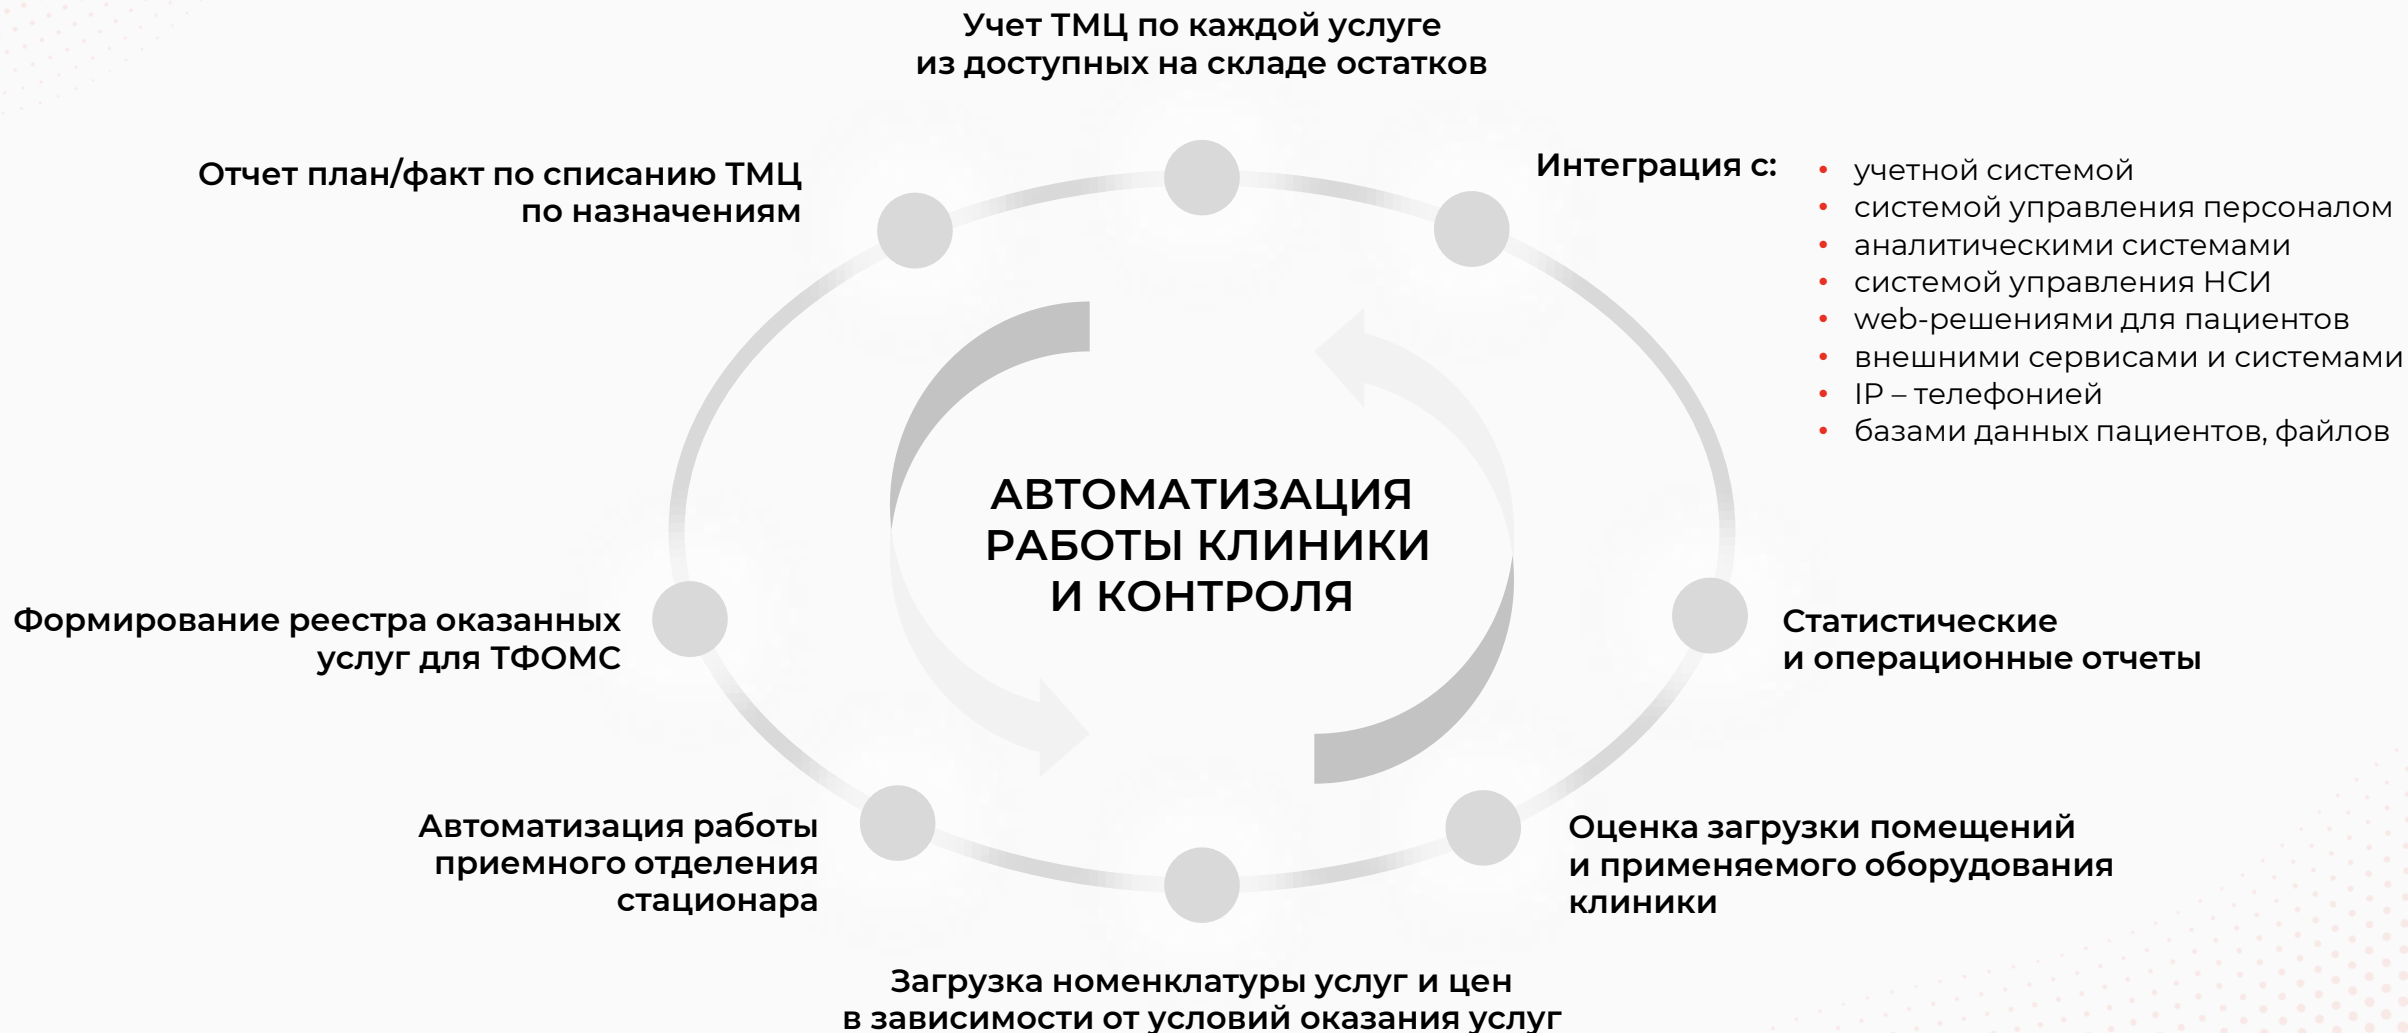 Учет ТМЦ по каждой услуге
из доступных на складе остатков
Отчет план/факт по списанию ТМЦ
по назначениям
Интеграция с:
• учетной системой
• системой управления персоналом
• аналитическими системами
• системой управления НСИ
• web-решениями для пациентов
• внешними сервисами и системами
• IP – телефонией
• базами данных пациентов, файлов
АВТОМАТИЗАЦИЯ
РАБОТЫ КЛИНИКИ
И КОНТРОЛЯ
Формирование реестра оказанных
услуг для ТФОМС
Статистические
и операционные отчеты
Автоматизация работы
приемного отделения
стационара
Оценка загрузки помещений
и применяемого оборудования
клиники
Загрузка номенклатуры услуг и цен
в зависимости от условий оказания услуг